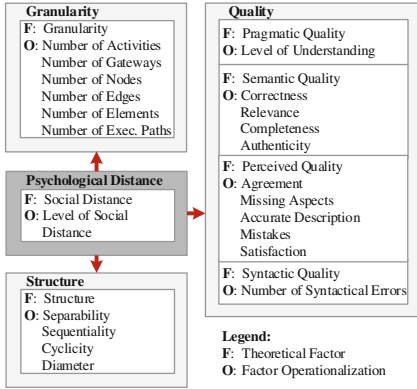 Granularity
F: Granularity
O: Number of Activities
Number of Gateways
Number of Nodes
Number of Edges
Number of Elements
Number of Exec. Paths
Psychological Distance
F: Social Distance
O: Level of Social
Distance
Structure
F: Structure
O: Separability
Sequentiality
Cyclicity
Diameter
Quality
F: Pragmatic Quality
O: Level of Understanding
F: Semantic Quality
O: Correctness
Relevance
Completeness
Authenticity
F: Perceived Quality
O: Agreement
Missing Aspects
Accurate Description
Mistakes
Satisfaction
F: Syntactic Quality
O: Number of Syntactical Errors
Legend:
F: Theoretical Factor
O: Factor Operationalization